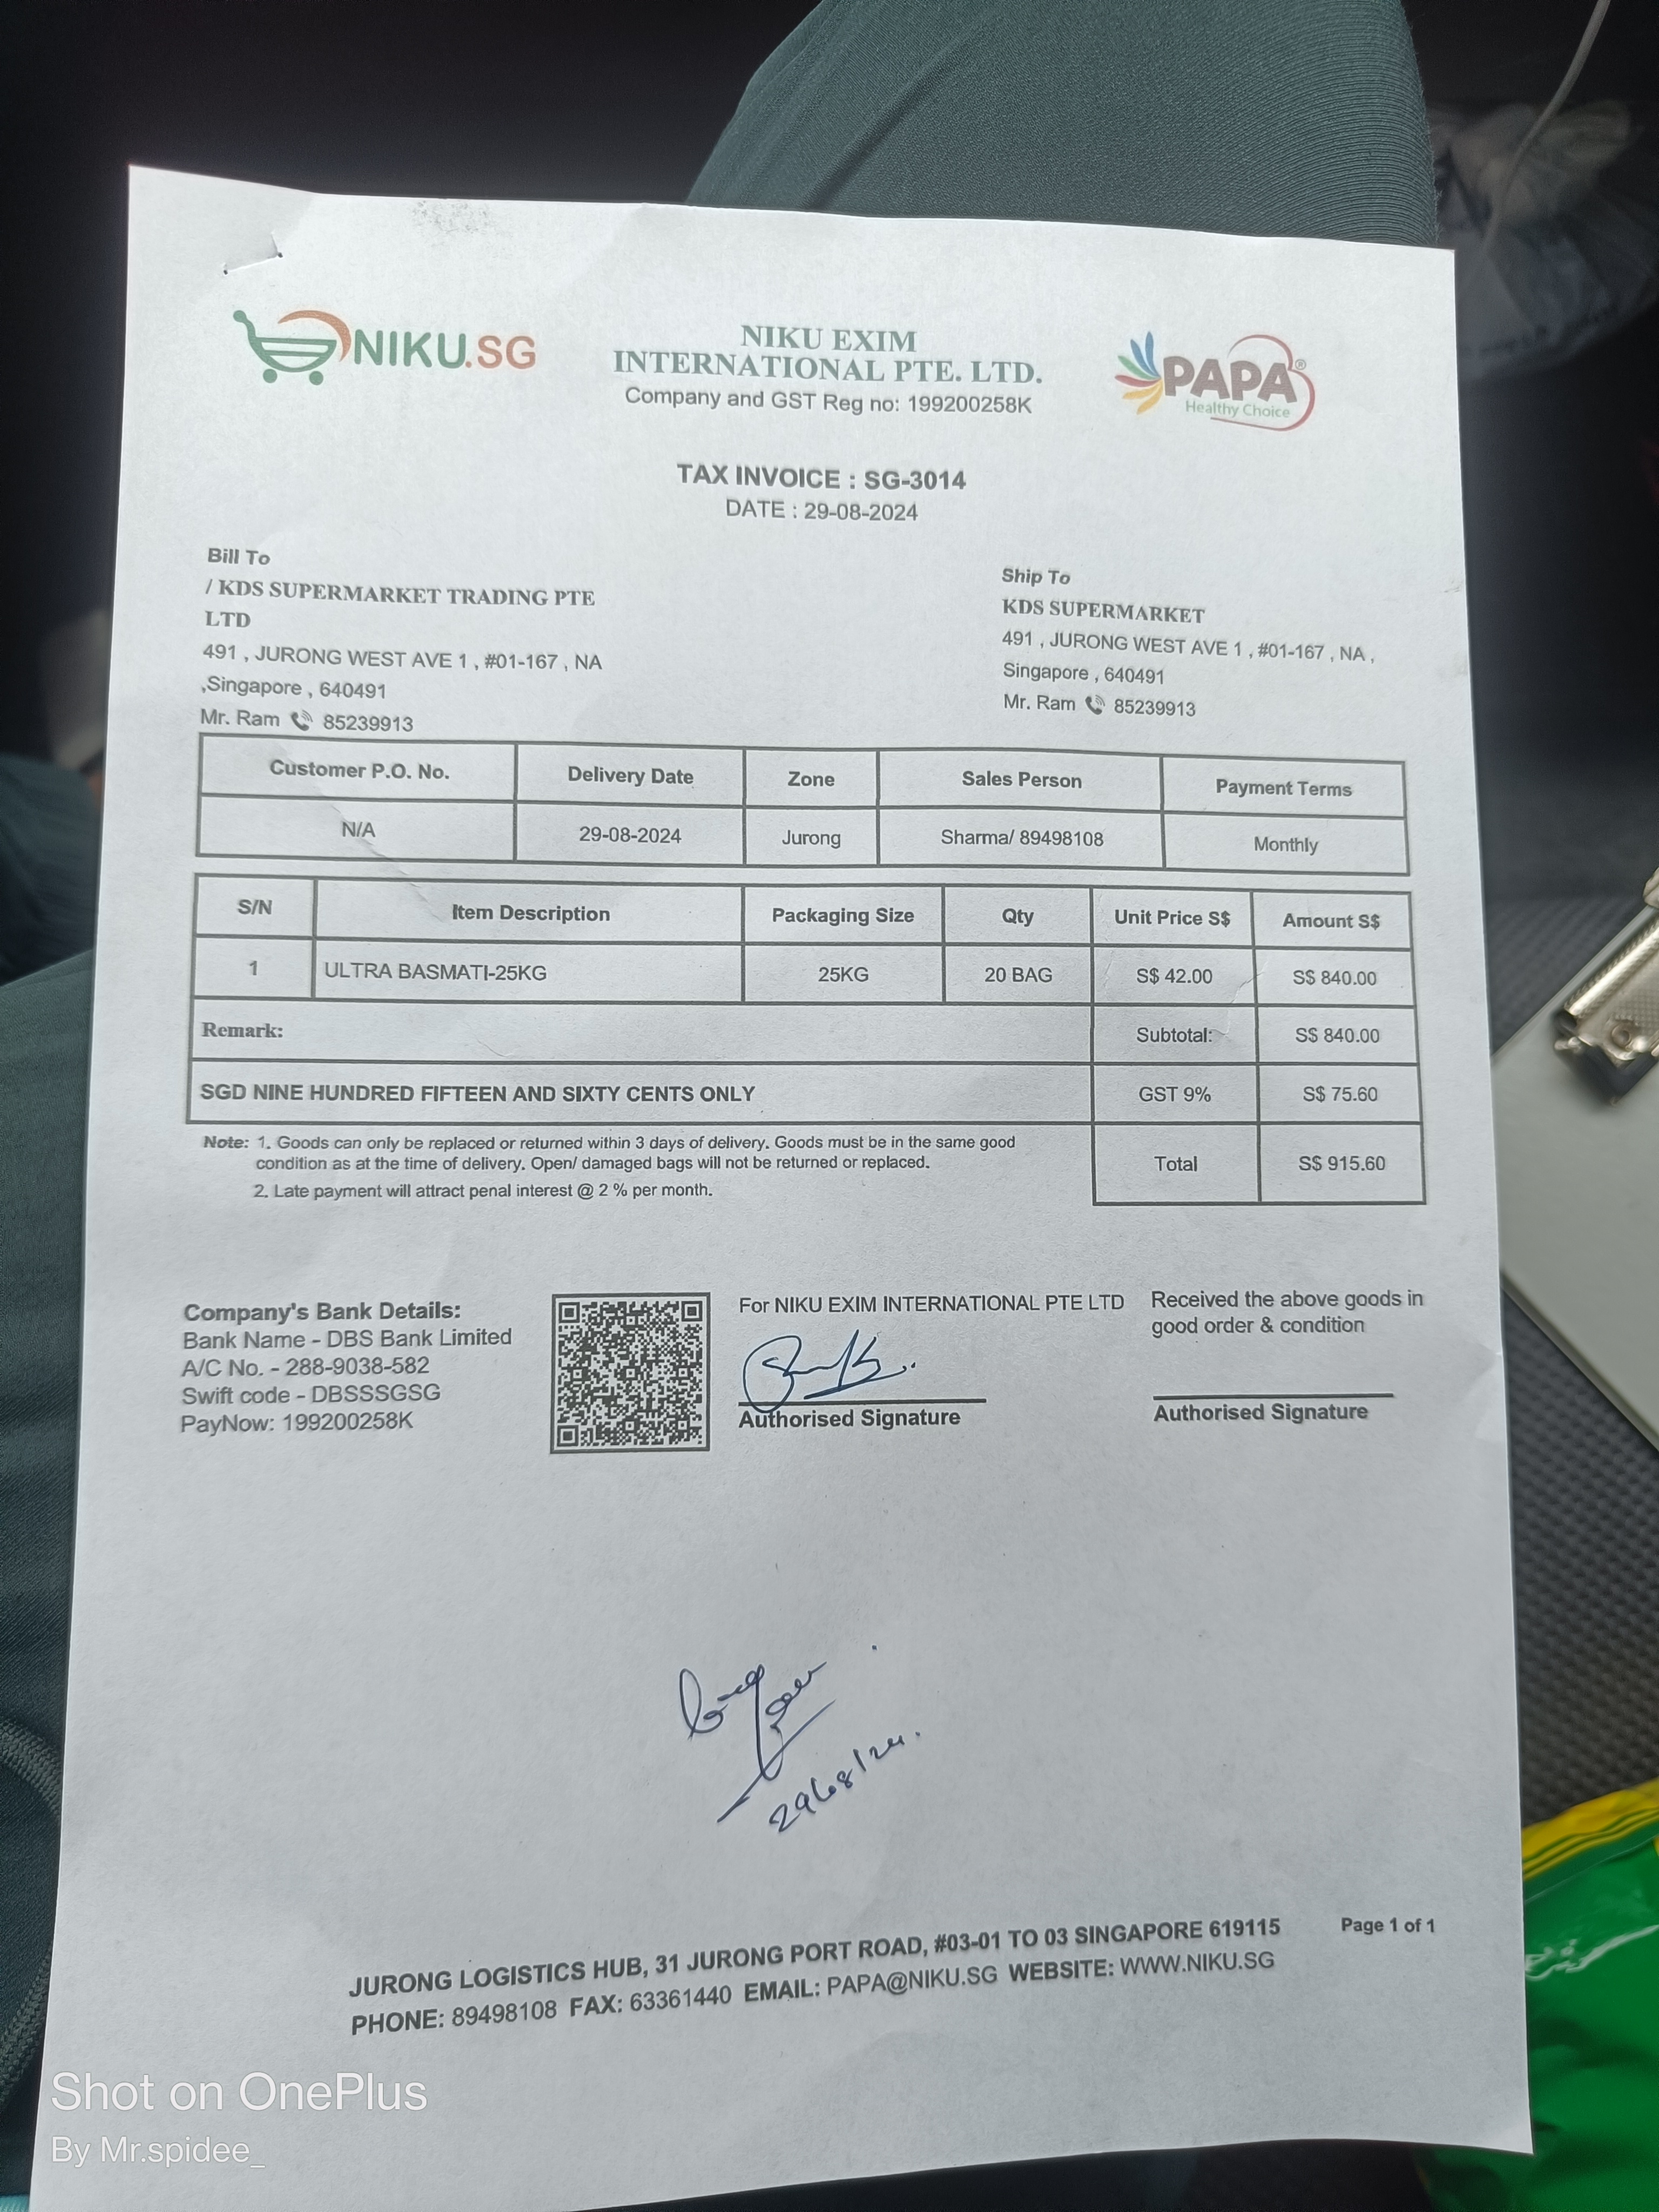 NIKU.SG
NIKU EXIM
INTERNATIONAL PTE. LTD.
Company and GST Reg no: 199200258K
PAPA®
Healthy Choice
TAX INVOICE : SG-3014
DATE : 29-08-2024
Bill To
/ KDS SUPERMARKET TRADING PTE
LTD
491 , JURONG WEST AVE 1 , #01-167 , NA
,Singapore , 640491
Mr. Ram 85239913
Ship To
KDS SUPERMARKET
491 , JURONG WEST AVE 1 , #01-167 , NA ,
Singapore , 640491
Mr. Ram 85239913
Customer P.O. No. Delivery Date Zone Sales Person Payment Terms
N/A 29-08-2024 Jurong Sharma/ 89498108 Monthly
S/N Item Description Packaging Size Qty Unit Price S$ Amount S$
1 ULTRA BASMATI-25KG 25KG 20 BAG S$ 42.00 S$ 840.00
Remark: Subtotal: S$ 840.00
SGD NINE HUNDRED FIFTEEN AND SIXTY CENTS ONLY GST 9% S$ 75.60
Note: 1. Goods can only be replaced or returned within 3 days of delivery. Goods must be in the same good
condition as at the time of delivery. Open/ damaged bags will not be returned or replaced.
2. Late payment will attract penal interest @ 2 % per month.
Total S$ 915.60
Company's Bank Details:
Bank Name - DBS Bank Limited
A/C No. - 288-9038-582
Swift code - DBSSSGSG
PayNow: 199200258K
For NIKU EXIM INTERNATIONAL PTE LTD
Authorised Signature
Received the above goods in
good order & condition
Authorised Signature
29/08/24.
JURONG LOGISTICS HUB, 31 JURONG PORT ROAD, #03-01 TO 03 SINGAPORE 619115
PHONE: 89498108 FAX: 63361440 EMAIL: PAPA@NIKU.SG WEBSITE: WWW.NIKU.SG
Page 1 of 1
Shot on OnePlus
By Mr.spidee_